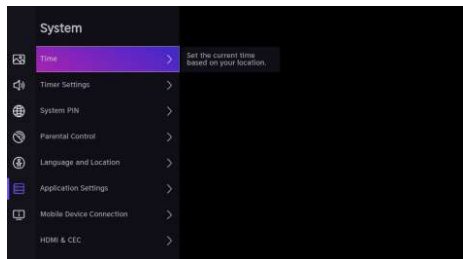 System
Time
Set the current time
based on your location.
Timer Settings
System PIN
Parental Control
Language and Location
Application Settings
Mobile Device Connection
HDMI & CEC